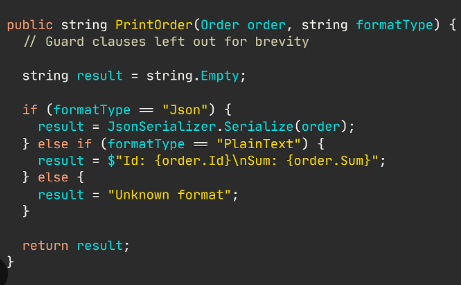 public string PrintOrder(Order order, string formatType) {
  // Guard clauses left out for brevity

  string result = string.Empty;

  if (formatType == "Json") {
    result = JsonSerializer.Serialize(order);
  } else if (formatType == "PlainText") {
    result = $"Id: {order.Id}\nSum: {order.Sum}";
  } else {
    result = "Unknown format";
  }

  return result;
}